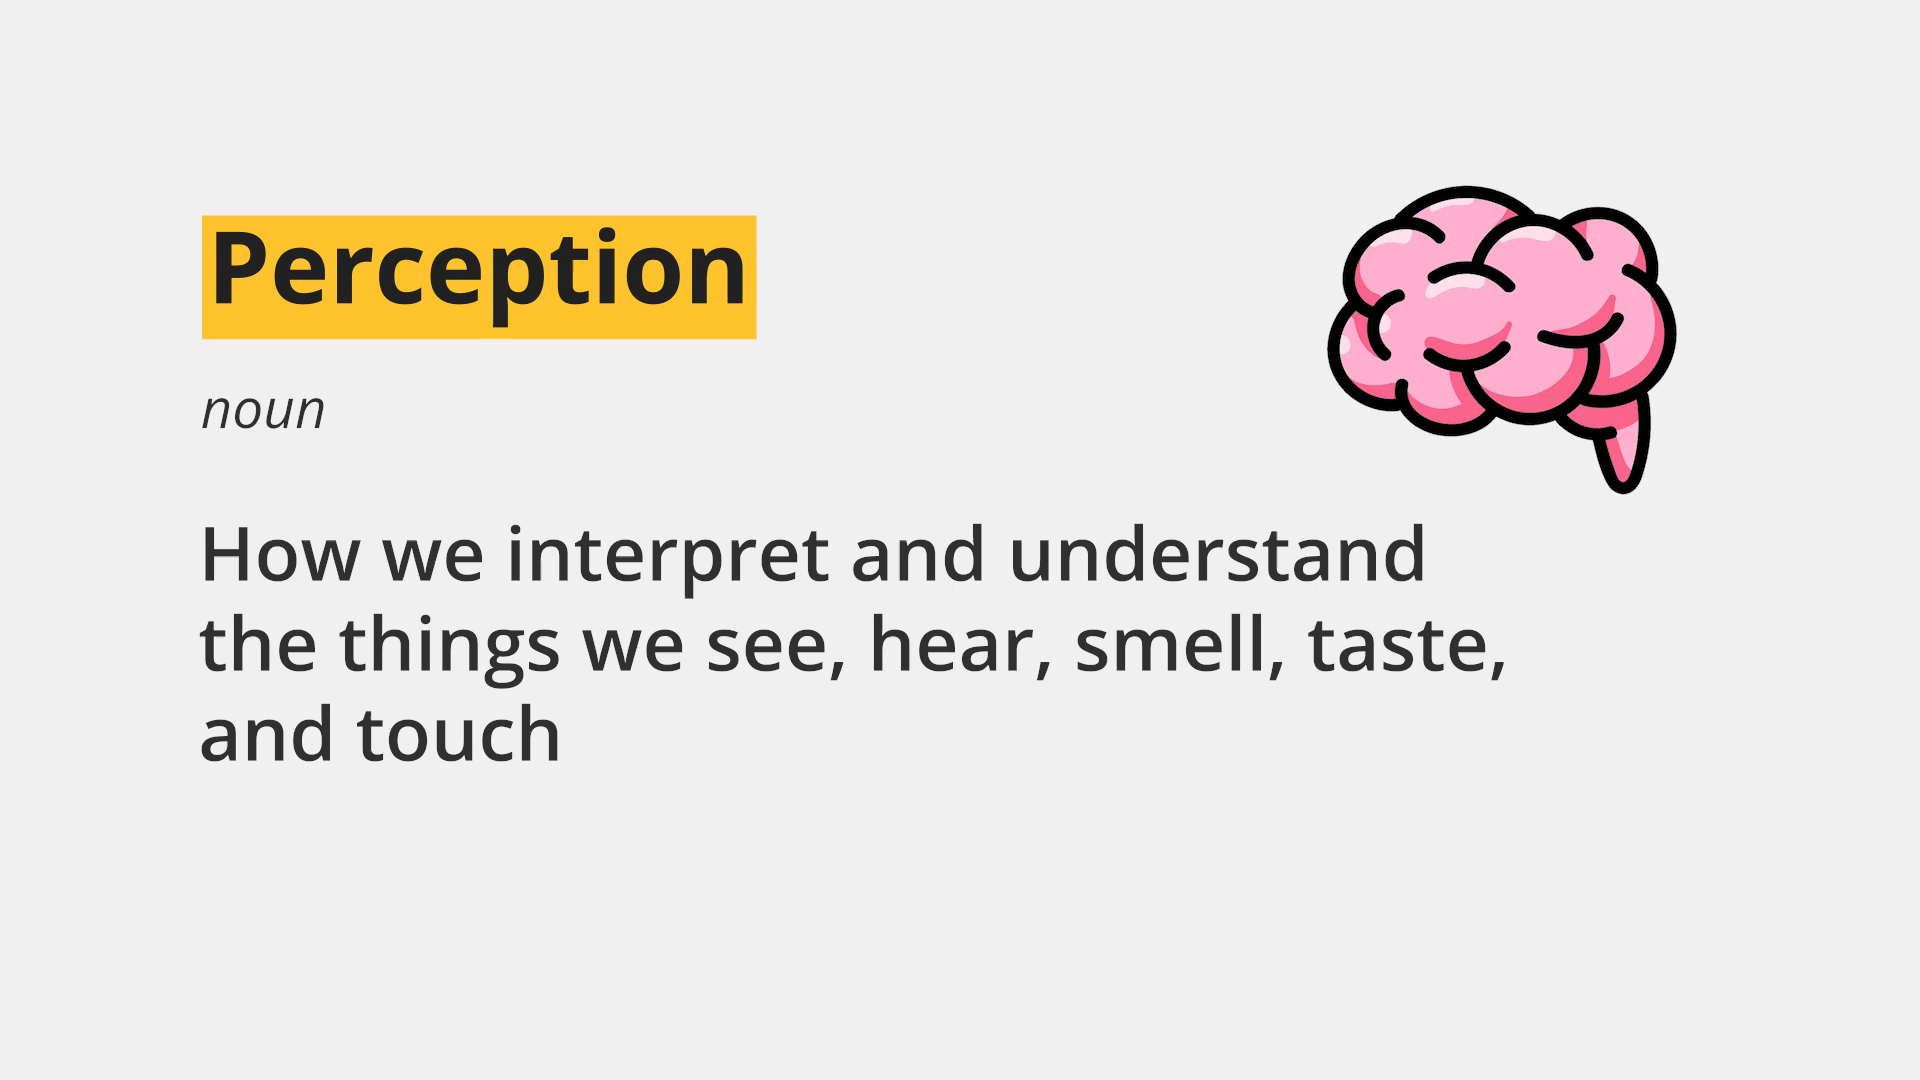 Perception
noun
How we interpret and understand
the things we see, hear, smell, taste,
and touch